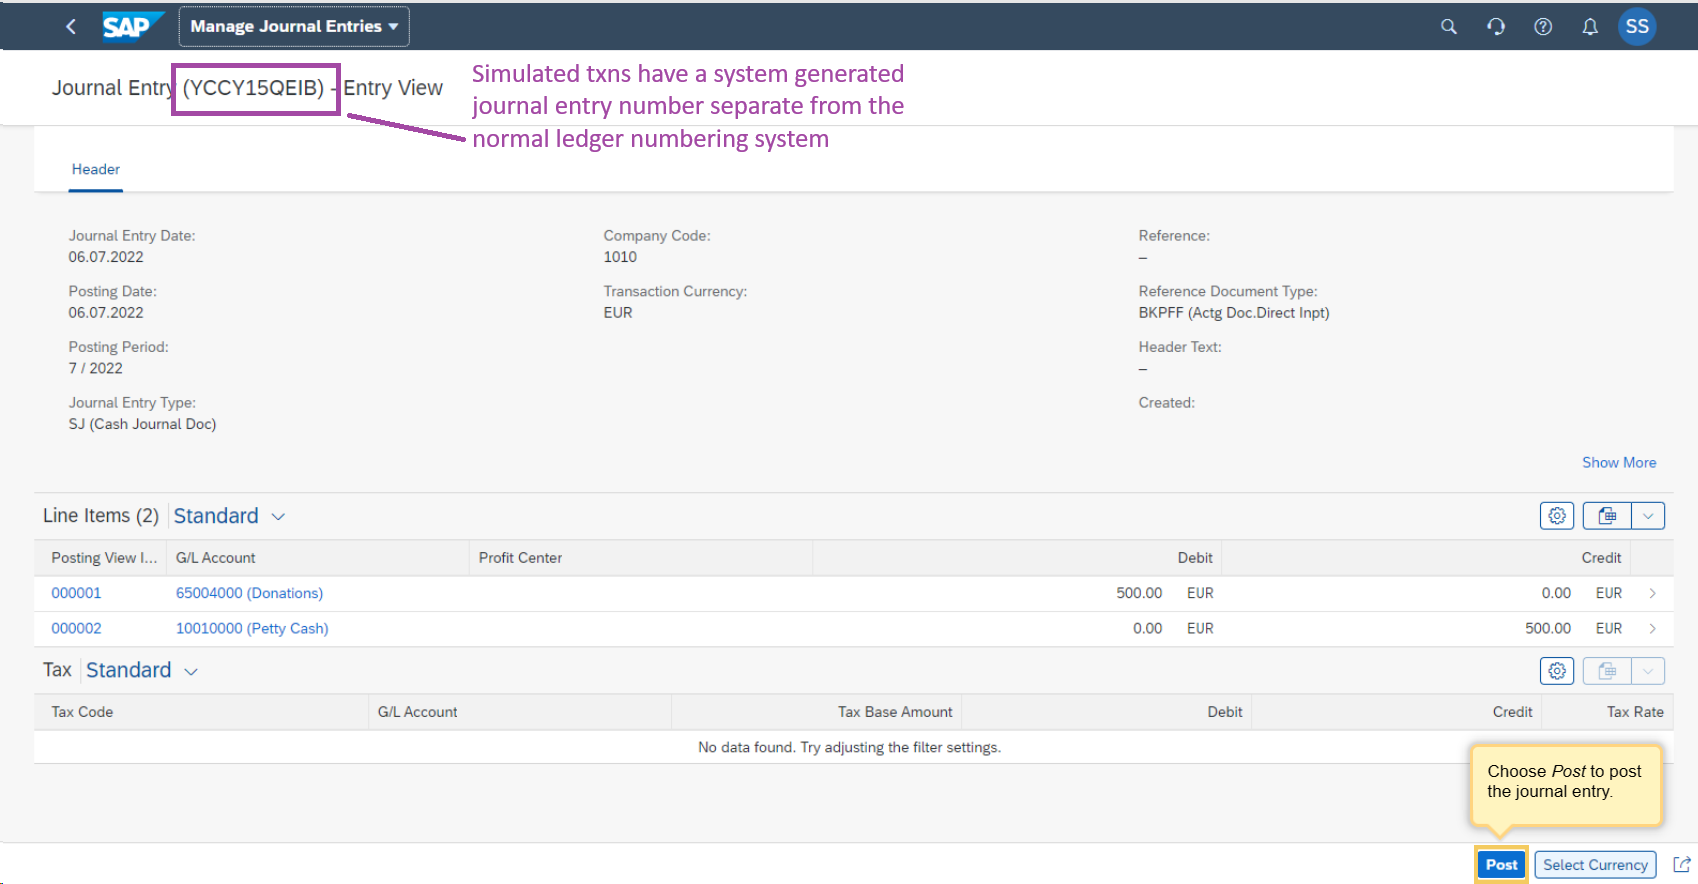 SAP Manage Journal Entries SS
Journal Entry (YCCY15QEIB) - Entry View
Simulated txns have a system generated
journal entry number separate from the
normal ledger numbering system
Header
Journal Entry Date:
06.07.2022
Posting Date:
06.07.2022
Posting Period:
7 / 2022
Journal Entry Type:
SJ (Cash Journal Doc)
Company Code:
1010
Transaction Currency:
EUR
Reference:
–
Reference Document Type:
BKPFF (Actg Doc.Direct Inpt)
Header Text:
–
Created:
Show More
Line Items (2) Standard
Posting View I... G/L Account Profit Center Debit Credit
000001 65004000 (Donations) 500.00 EUR 0.00 EUR
000002 10010000 (Petty Cash) 0.00 EUR 500.00 EUR
Tax Standard
Tax Code G/L Account Tax Base Amount Debit Credit Tax Rate
No data found. Try adjusting the filter settings.
Choose Post to post
the journal entry.
Post Select Currency